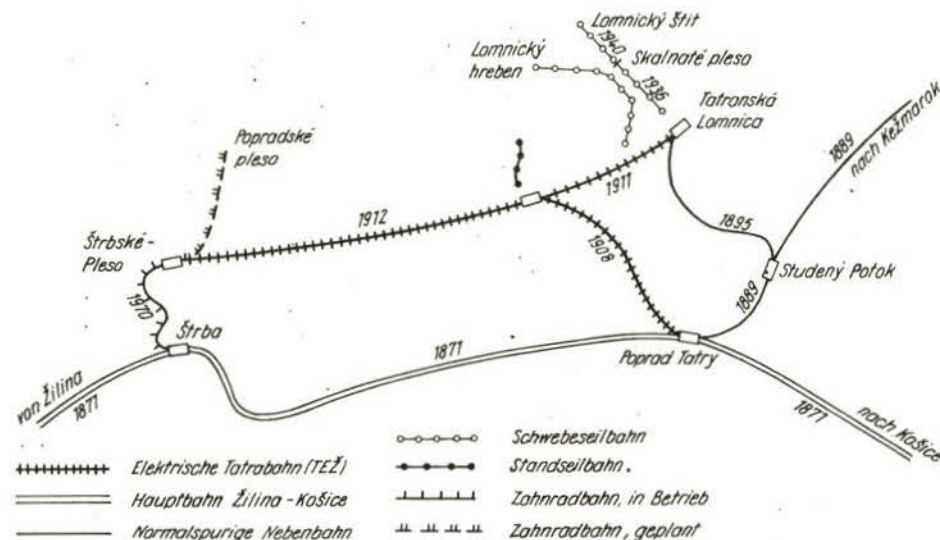 Lomnický štít
1940
Lomnický
hreben
Skalnaté pleso
1936
Tatranská
Lomnica
Popradské
pleso
1889
nach Kežmarok
1911
1912
1895
1908
Štrbské-
Pleso
Studený Potok
1970
1889
Štrba
1871
Poprad Tatry
von Žilina
1871
1871
nach Košice
Schwebeseilbahn
Elektrische Tatrabahn (TEŽ)
Standseilbahn.
Hauptbahn Žilina-Košice
Zahnradbahn, in Betrieb
Normalspurige Nebenbahn
Zahnradbahn, geplant